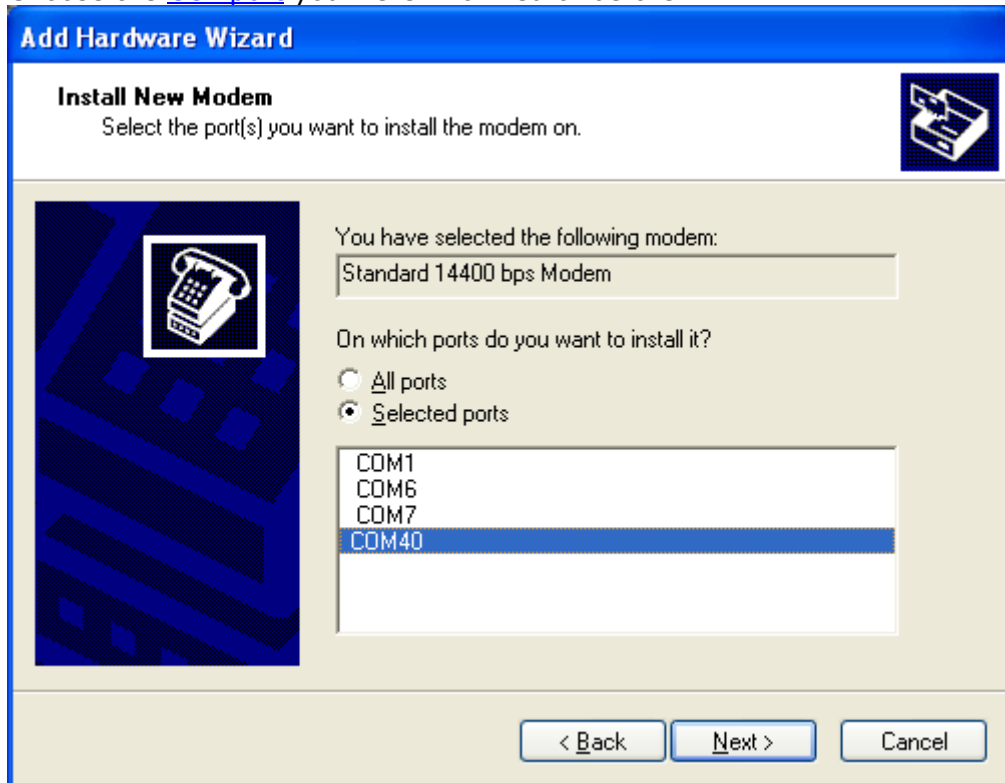 Add Hardware Wizard
Install New Modem
Select the port(s) you want to install the modem on.
You have selected the following modem:
Standard 14400 bps Modem
On which ports do you want to install it?
All ports
Selected ports
COM1
COM6
COM7
COM40
< Back Next > Cancel